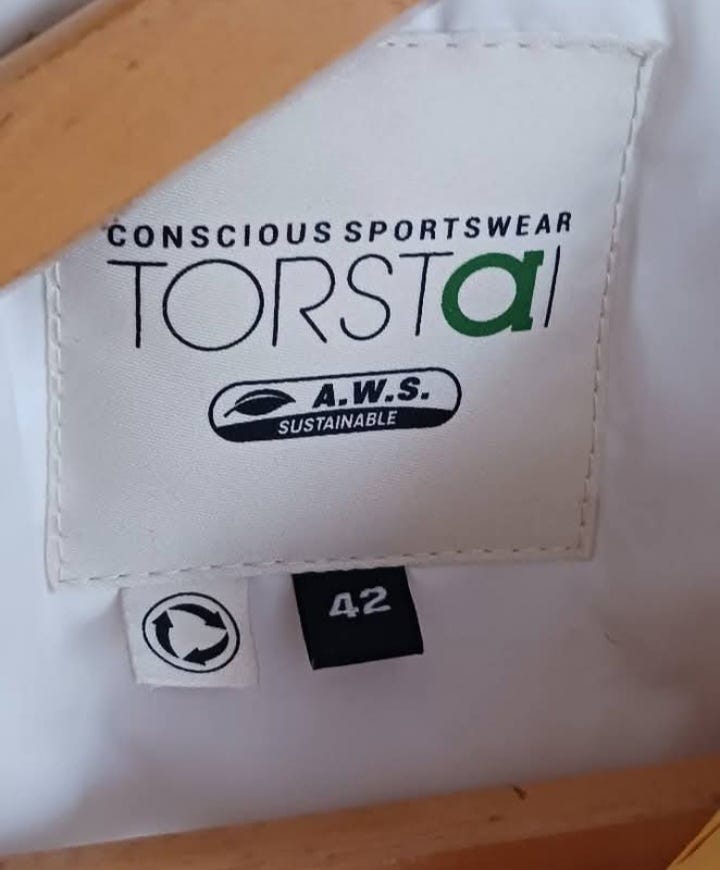 CONSCIOUS SPORTSWEAR
TORSTaI
A.W.S.
SUSTAINABLE
42